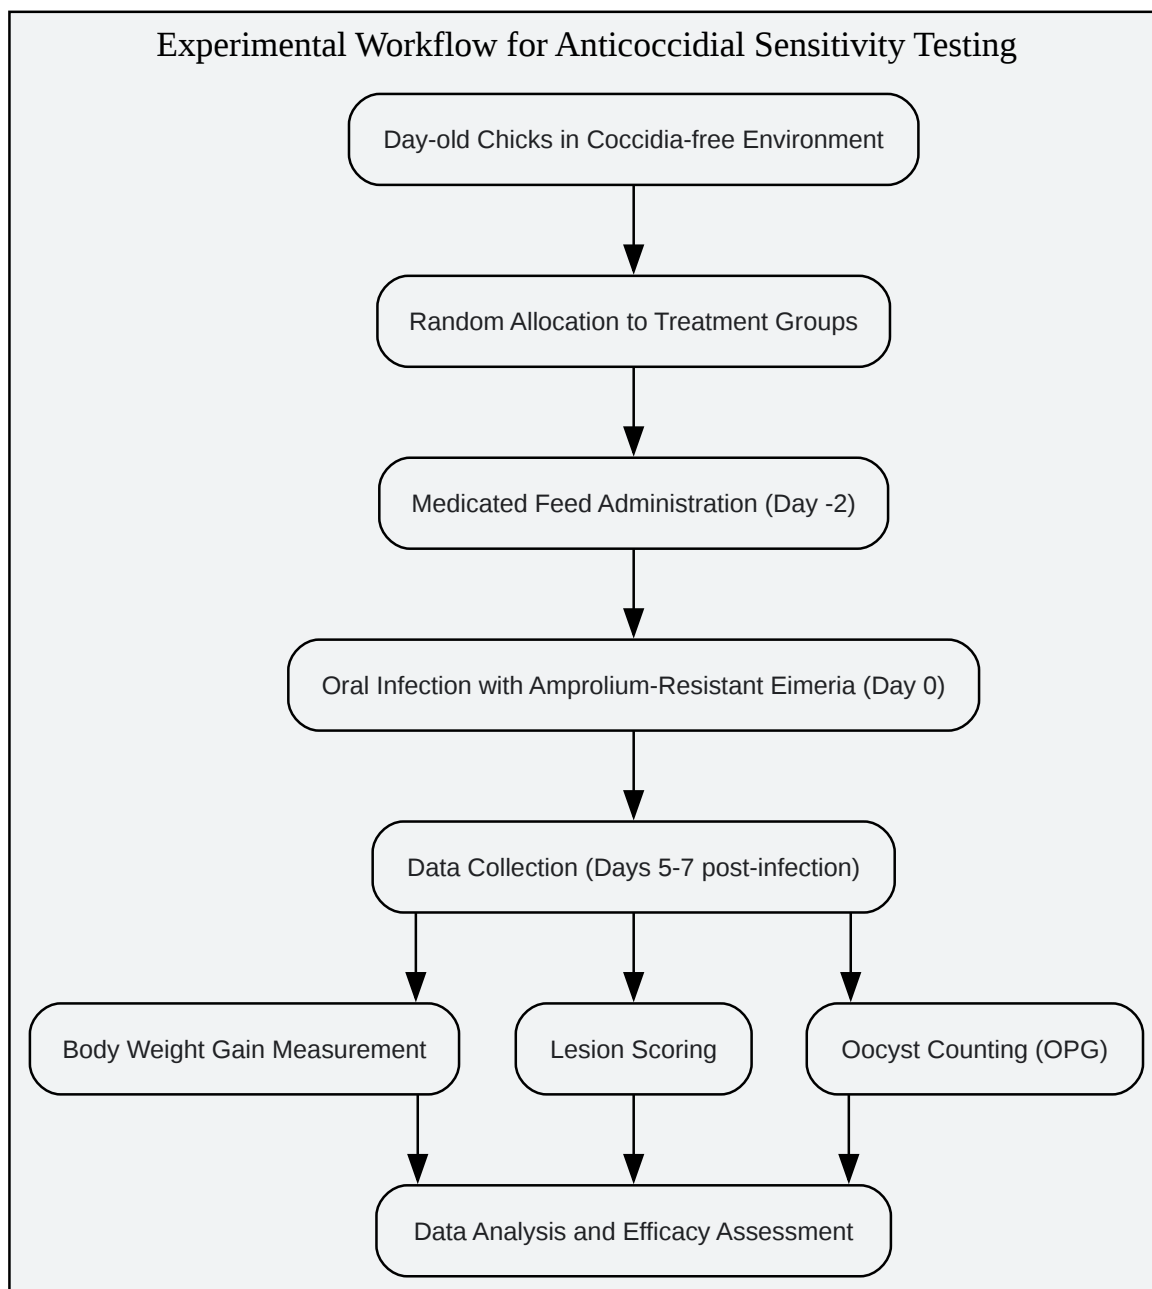 Experimental Workflow for Anticoccidial Sensitivity Testing
Day-old Chicks in Coccidia-free Environment
Random Allocation to Treatment Groups
Medicated Feed Administration (Day -2)
Oral Infection with Amprolium-Resistant Eimeria (Day 0)
Data Collection (Days 5-7 post-infection)
Body Weight Gain Measurement
Lesion Scoring
Oocyst Counting (OPG)
Data Analysis and Efficacy Assessment